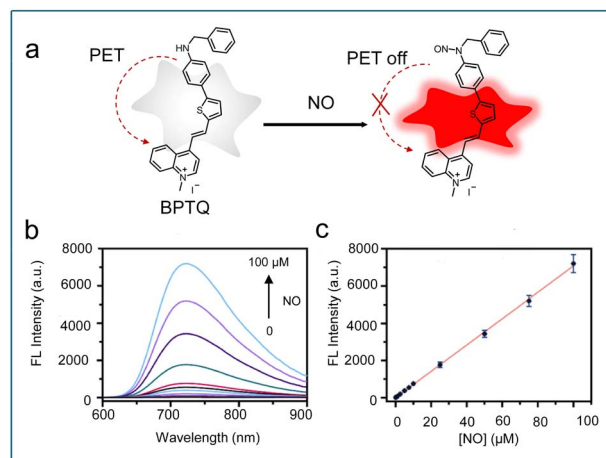 a
PET
HN
S
N+
I−
BPTQ
NO
PET off
ON
N
S
N+
I−
b
FL Intensity (a.u.)
8000
6000
4000
2000
0
100 μM
NO
0
600 700 800 900
Wavelength (nm)
c
FL Intensity (a.u.)
8000
6000
4000
2000
0
0 20 40 60 80 100
[NO] (μM)